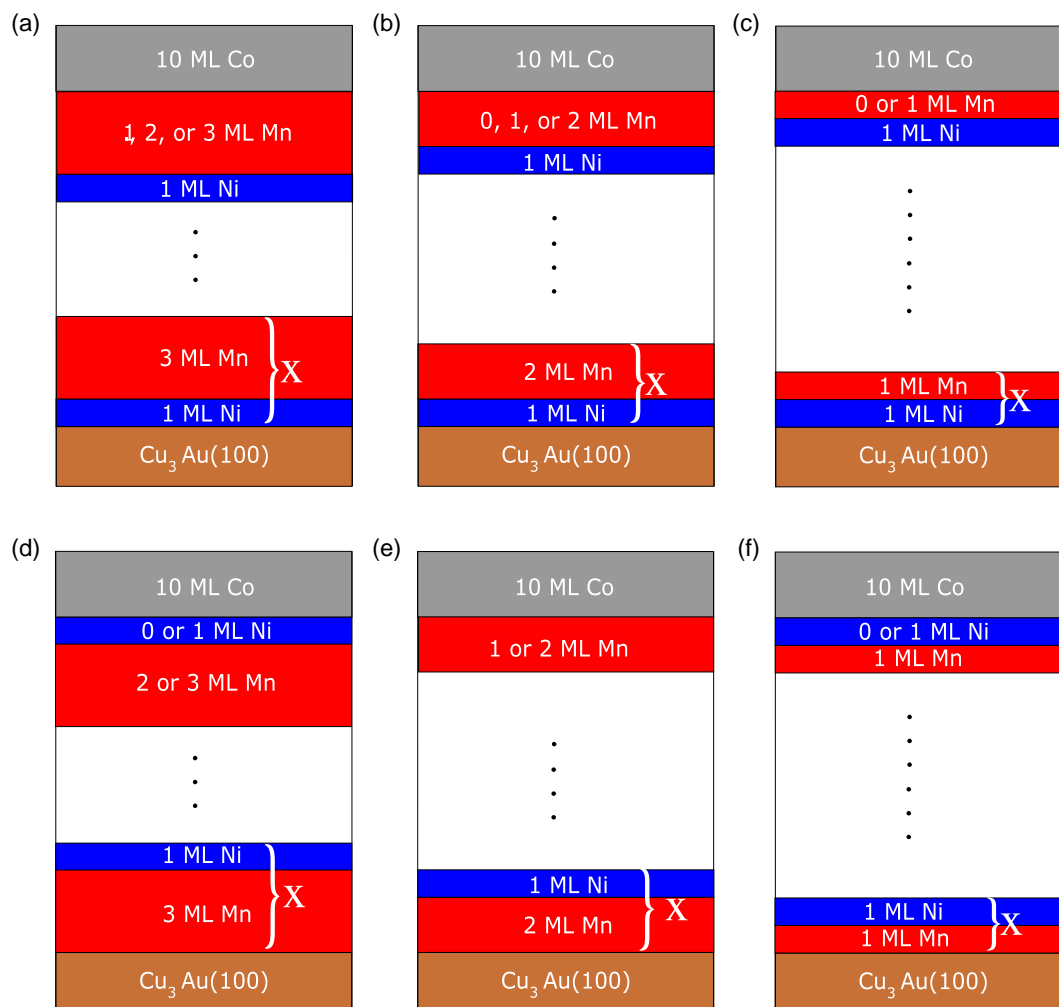 (a)
10 ML Co
1, 2, or 3 ML Mn
1 ML Ni
3 ML Mn
X
1 ML Ni
Cu₃ Au(100)
(b)
10 ML Co
0, 1, or 2 ML Mn
1 ML Ni
2 ML Mn
X
1 ML Ni
Cu₃ Au(100)
(c)
10 ML Co
0 or 1 ML Mn
1 ML Ni
1 ML Mn
X
1 ML Ni
Cu₃ Au(100)
(d)
10 ML Co
0 or 1 ML Ni
2 or 3 ML Mn
1 ML Ni
X
3 ML Mn
Cu₃ Au(100)
(e)
10 ML Co
1 or 2 ML Mn
1 ML Ni
X
2 ML Mn
Cu₃ Au(100)
(f)
10 ML Co
0 or 1 ML Ni
1 ML Mn
1 ML Ni
X
1 ML Mn
Cu₃ Au(100)